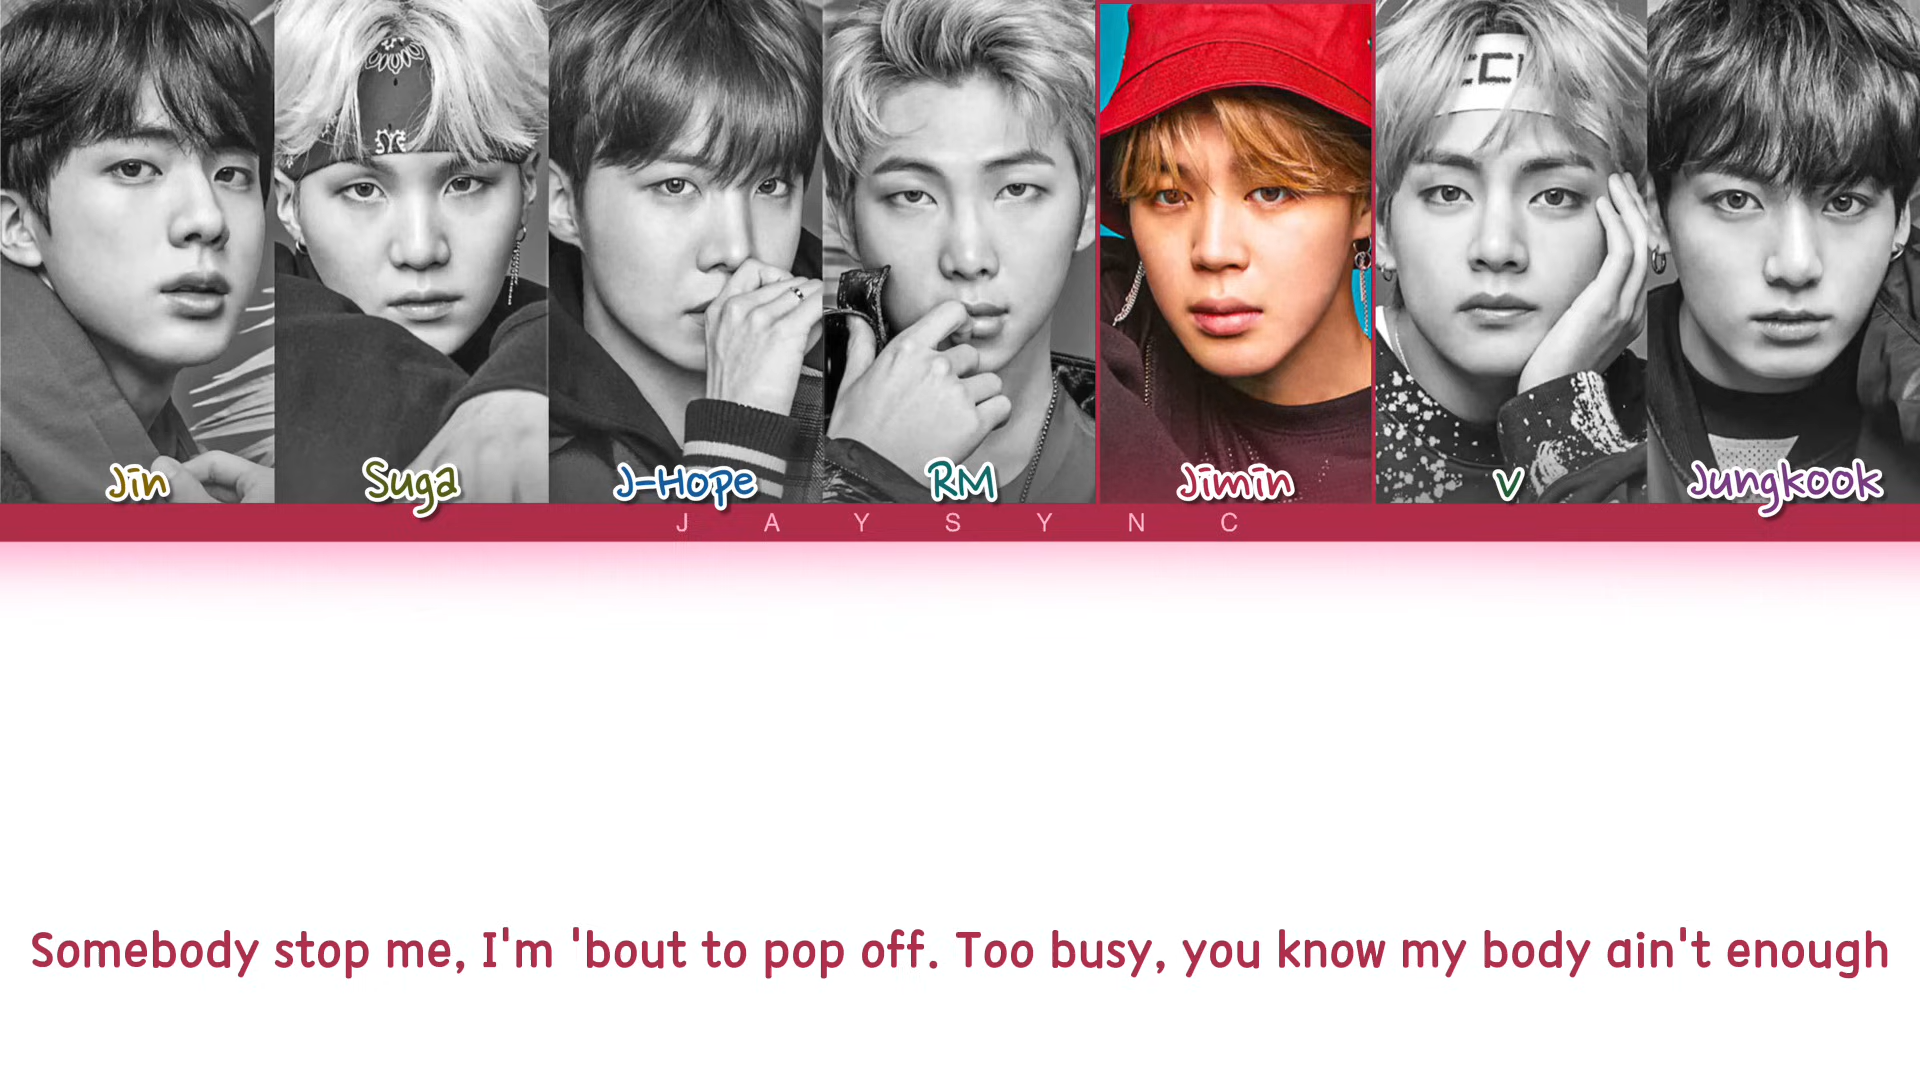 Jin Suga J-Hope RM Jimin V Jungkook
JAYSYNC
Somebody stop me, I'm 'bout to pop off. Too busy, you know my body ain't enough